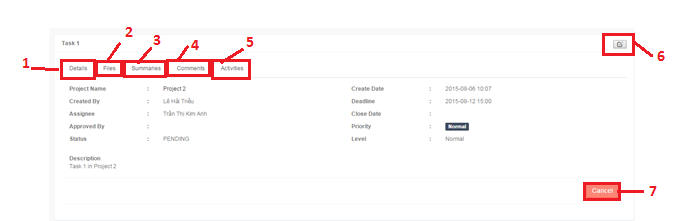 2
3
4
5
Task 1
6
1
Details
Files
Summaries
Comments
Activities
Project Name : Project 2
Create Date : 2015-08-06 10:07
Created By : Lê Hải Triều
Deadline : 2015-08-12 15:00
Assignee : Trần Thị Kim Anh
Close Date :
Approved By :
Priority : Normal
Status : PENDING
Level : Normal
Description
Task 1 in Project 2
Cancel
7